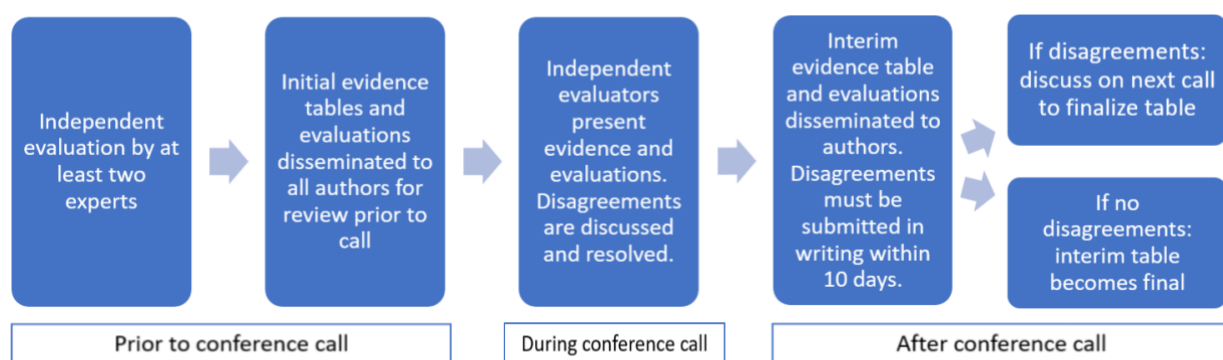 Independent
evaluation by at
least two
experts
Initial evidence
tables and
evaluations
disseminated to
all authors for
review prior to
call
Independent
evaluators
present
evidence and
evaluations.
Disagreements
are discussed
and resolved.
Interim
evidence table
and evaluations
disseminated to
authors.
Disagreements
must be
submitted in
writing within
10 days.
If disagreements:
discuss on next call
to finalize table
If no
disagreements:
interim table
becomes final
Prior to conference call
During conference call
After conference call